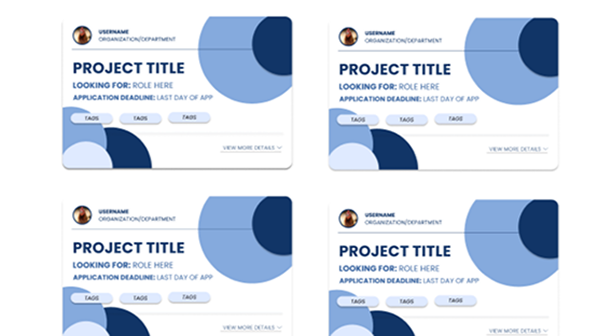 USERNAME
ORGANIZATION/DEPARTMENT
PROJECT TITLE
LOOKING FOR: ROLE HERE
APPLICATION DEADLINE: LAST DAY OF APP
TAGS TAGS TAGS
VIEW MORE DETAILS
USERNAME
ORGANIZATION/DEPARTMENT
PROJECT TITLE
LOOKING FOR: ROLE HERE
APPLICATION DEADLINE: LAST DAY OF APP
TAGS TAGS TAGS
VIEW MORE DETAILS
USERNAME
ORGANIZATION/DEPARTMENT
PROJECT TITLE
LOOKING FOR: ROLE HERE
APPLICATION DEADLINE: LAST DAY OF APP
TAGS TAGS TAGS
VIEW MORE DETAILS
USERNAME
ORGANIZATION/DEPARTMENT
PROJECT TITLE
LOOKING FOR: ROLE HERE
APPLICATION DEADLINE: LAST DAY OF APP
TAGS TAGS TAGS
VIEW MORE DETAILS